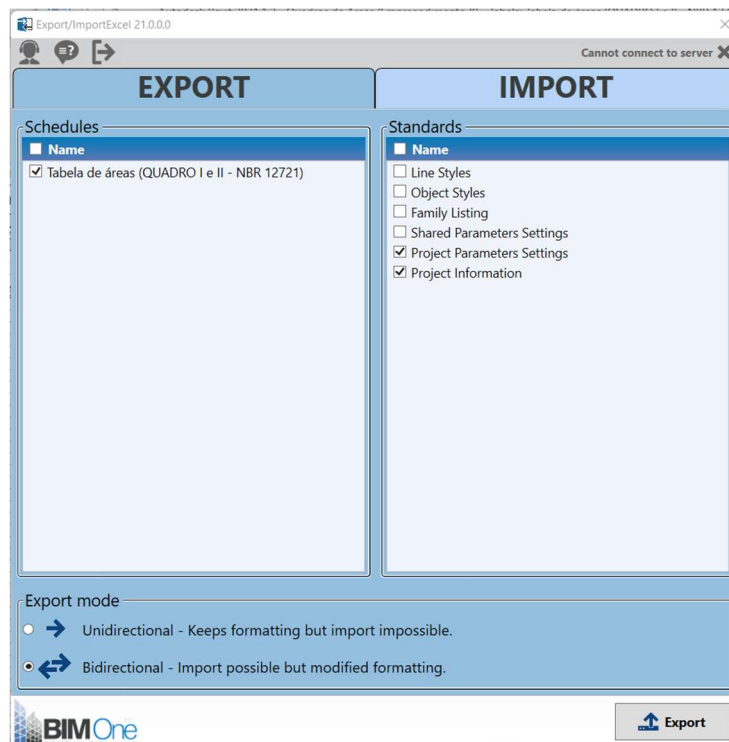 Export/ImportExcel 21.0.0.0
Cannot connect to server
EXPORT
IMPORT
Schedules
Name
Tabela de áreas (QUADRO I e II - NBR 12721)
Standards
Name
Line Styles
Object Styles
Family Listing
Shared Parameters Settings
Project Parameters Settings
Project Information
Export mode
Unidirectional - Keeps formatting but import impossible.
Bidirectional - Import possible but modified formatting.
BIMOne
Export